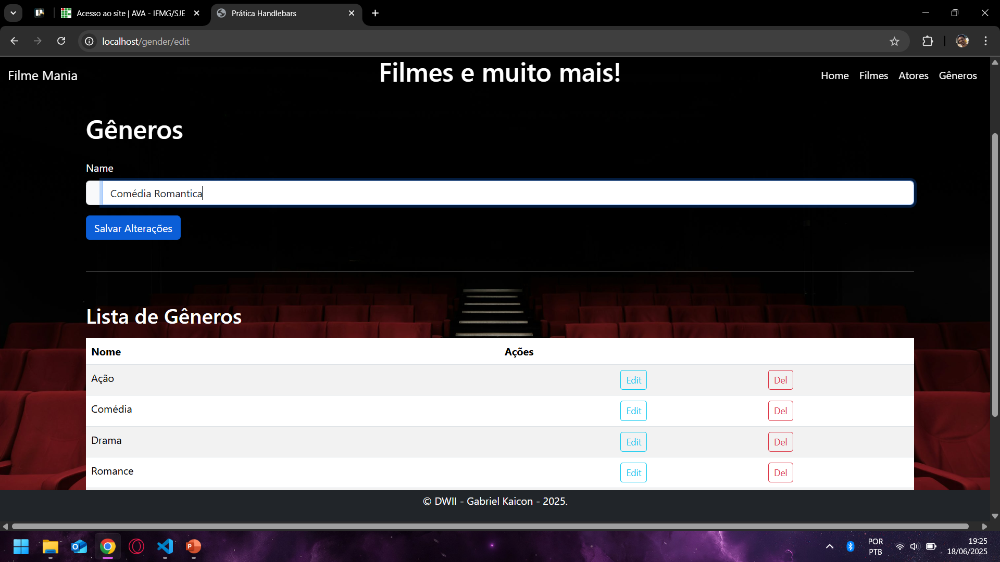 Acesso ao site | AVA - IFMG/SJE
Prática Handlebars
localhost/gender/edit
Filme Mania
Filmes e muito mais!
Home Filmes Atores Gêneros
Gêneros
Name
Comédia Romantica
Salvar Alterações
Lista de Gêneros
Nome Ações
Ação Edit Del
Comédia Edit Del
Drama Edit Del
Romance Edit Del
© DWII - Gabriel Kaicon - 2025.
POR
PTB
19:25
18/06/2025